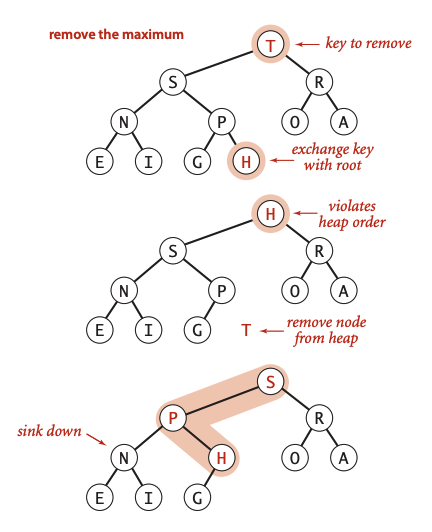 remove the maximum
T
key to remove
S
R
N
P
O
A
E
I
G
H
exchange key
with root
H
violates
heap order
S
R
N
P
O
A
E
I
G
T
remove node
from heap
S
P
R
sink down
N
H
O
A
E
I
G